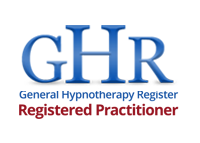 GHR
General Hypnotherapy Register
Registered Practitioner